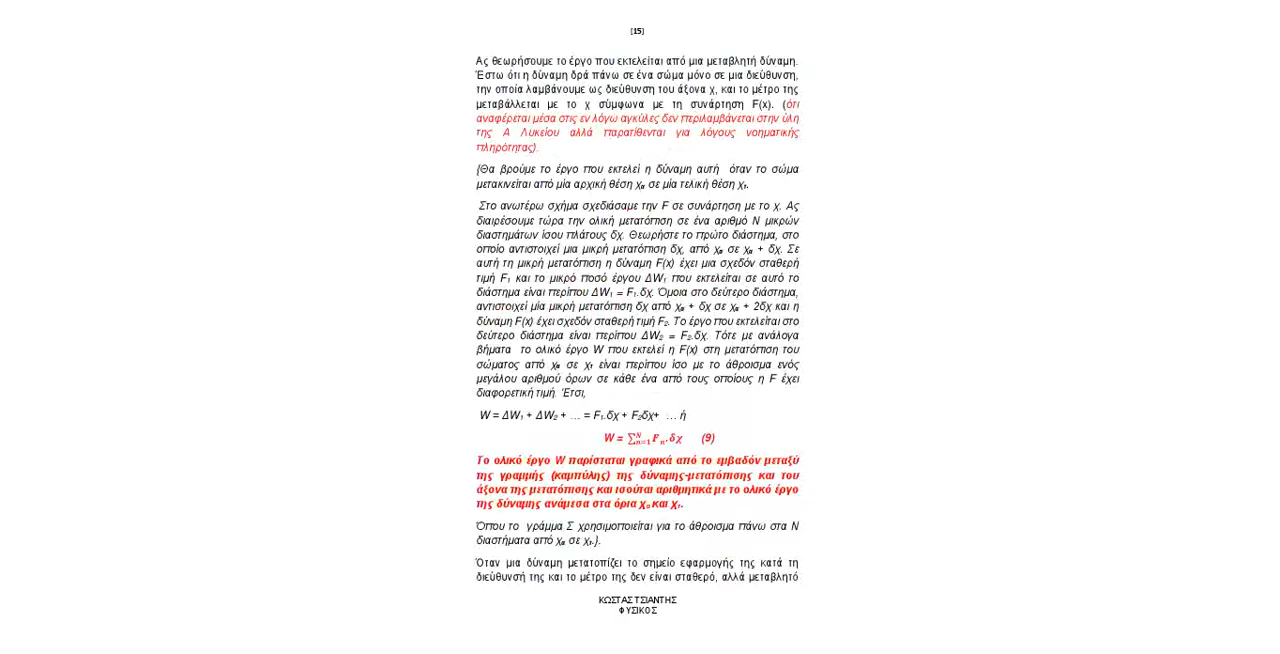 [15]
Ας θεωρήσουμε το έργο που εκτελείται από μια μεταβλητή δύναμη.
Έστω ότι η δύναμη δρά πάνω σε ένα σώμα μόνο σε μια διεύθυνση,
την οποία λαμβάνουμε ως διεύθυνση του άξονα χ, και το μέτρο της
μεταβάλλεται με το χ σύμφωνα με τη συνάρτηση F(x). (ότι
αναφέρεται μέσα στις εν λόγω αγκύλες δεν περιλαμβάνεται στην ύλη
της Α Λυκείου αλλά παρατίθενται για λόγους νοηματικής
πληρότητας).
{Θα βρούμε το έργο που εκτελεί η δύναμη αυτή όταν το σώμα
μετακινείται από μία αρχική θέση χα σε μία τελική θέση χτ.
Στο ανωτέρω σχήμα σχεδιάσαμε την F σε συνάρτηση με το χ. Ας
διαιρέσουμε τώρα την ολική μετατόπιση σε ένα αριθμό Ν μικρών
διαστημάτων ίσου πλάτους δχ. Θεωρήστε το πρώτο διάστημα, στο
οποίο αντιστοιχεί μια μικρή μετατόπιση δχ, από χα σε χα + δχ. Σε
αυτή τη μικρή μετατόπιση η δύναμη F(x) έχει μια σχεδόν σταθερή
τιμή F₁ και το μικρό ποσό έργου ΔW₁ που εκτελείται σε αυτό το
διάστημα είναι περίπου ΔW₁ = F₁.δχ. Όμοια στο δεύτερο διάστημα,
αντιστοιχεί μία μικρή μετατόπιση δχ από χα + δχ σε χα + 2δχ και η
δύναμη F(x) έχει σχεδόν σταθερή τιμή F₂. Το έργο που εκτελείται στο
δεύτερο διάστημα είναι περίπου ΔW₂ = F₂.δχ. Τότε με ανάλογα
βήματα το ολικό έργο W που εκτελεί η F(x) στη μετατόπιση του
σώματος από χα σε χτ είναι περίπου ίσο με το άθροισμα ενός
μεγάλου αριθμού όρων σε κάθε ένα από τους οποίους η F έχει
διαφορετική τιμή. Έτσι,
W = ΔW₁ + ΔW₂ + … = F₁.δχ + F₂δχ+ … ή
W = ∑ₙ₌₁ᴺ Fₙ.δχ (9)
Το ολικό έργο W παρίσταται γραφικά από το εμβαδόν μεταξύ
της γραμμής (καμπύλης) της δύναμης-μετατόπισης και του
άξονα της μετατόπισης και ισούται αριθμητικά με το ολικό έργο
της δύναμης ανάμεσα στα όρια χα και χτ.
Όπου το γράμμα Σ χρησιμοποιείται για το άθροισμα πάνω στα Ν
διαστήματα από χα σε χτ.}.
Όταν μια δύναμη μετατοπίζει το σημείο εφαρμογής της κατά τη
διεύθυνσή της και το μέτρο της δεν είναι σταθερό, αλλά μεταβλητό
ΚΩΣΤΑΣ ΤΣΙΑΝΤΗΣ
ΦΥΣΙΚΟΣ